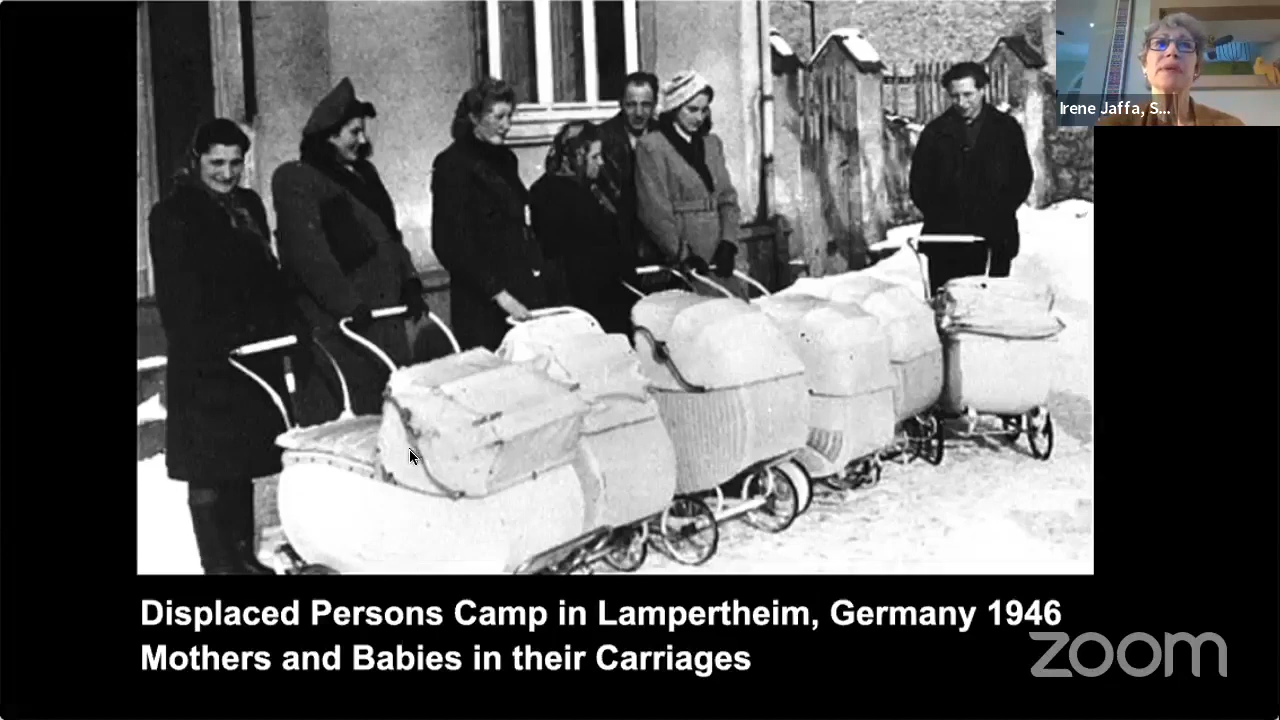 Irene Jaffa, S...
Displaced Persons Camp in Lampertheim, Germany 1946
Mothers and Babies in their Carriages
zoom